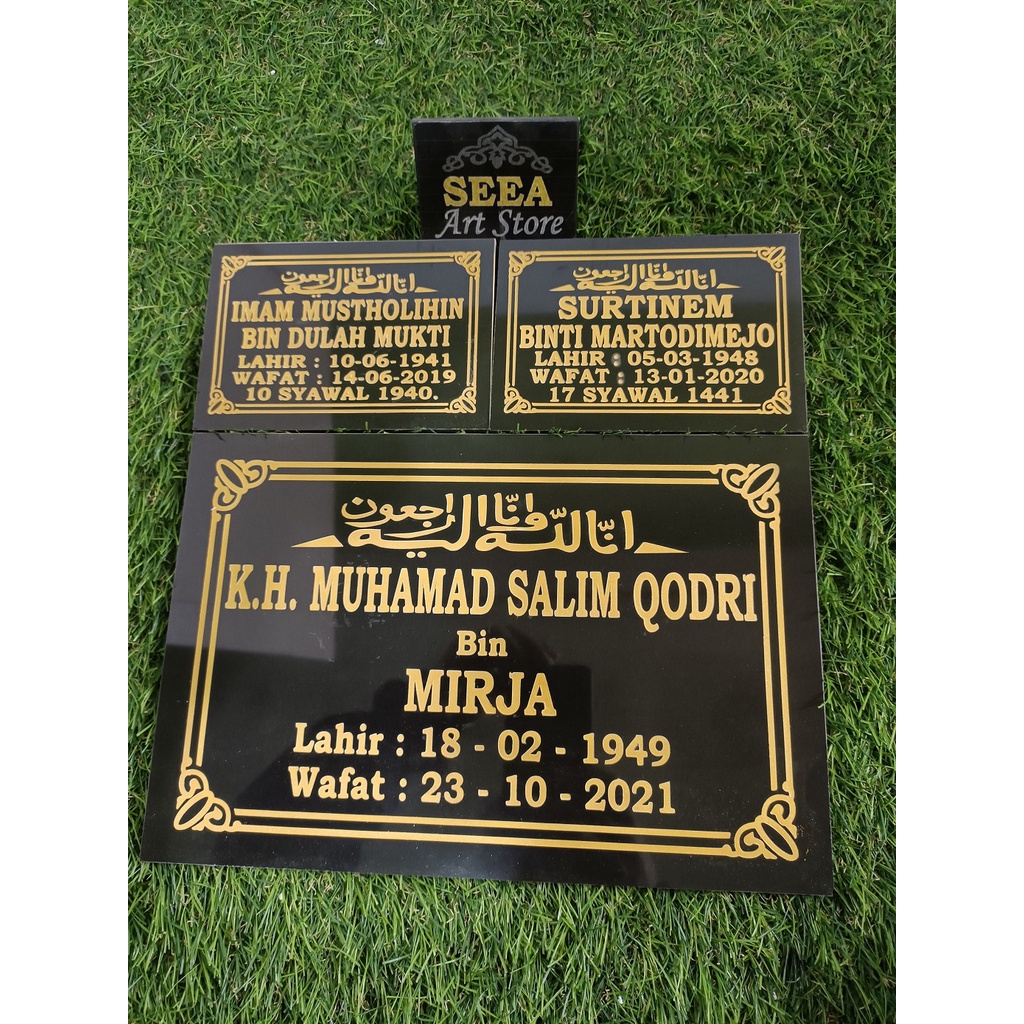 SEEA
Art Store
انا لله وانا اليه راجعون
IMAM MUSTHOLIHIN
BIN DULAH MUKTI
LAHIR : 10-06-1941
WAFAT : 14-06-2019
10 SYAWAL 1940.
انا لله وانا اليه راجعون
SURTINEM
BINTI MARTODIMEJO
LAHIR : 05-03-1948
WAFAT : 13-01-2020
17 SYAWAL 1441
انّا للّه وانّا اليه راجعون
K.H. MUHAMAD SALIM QODRI
Bin
MIRJA
Lahir : 18 - 02 - 1949
Wafat : 23 - 10 - 2021